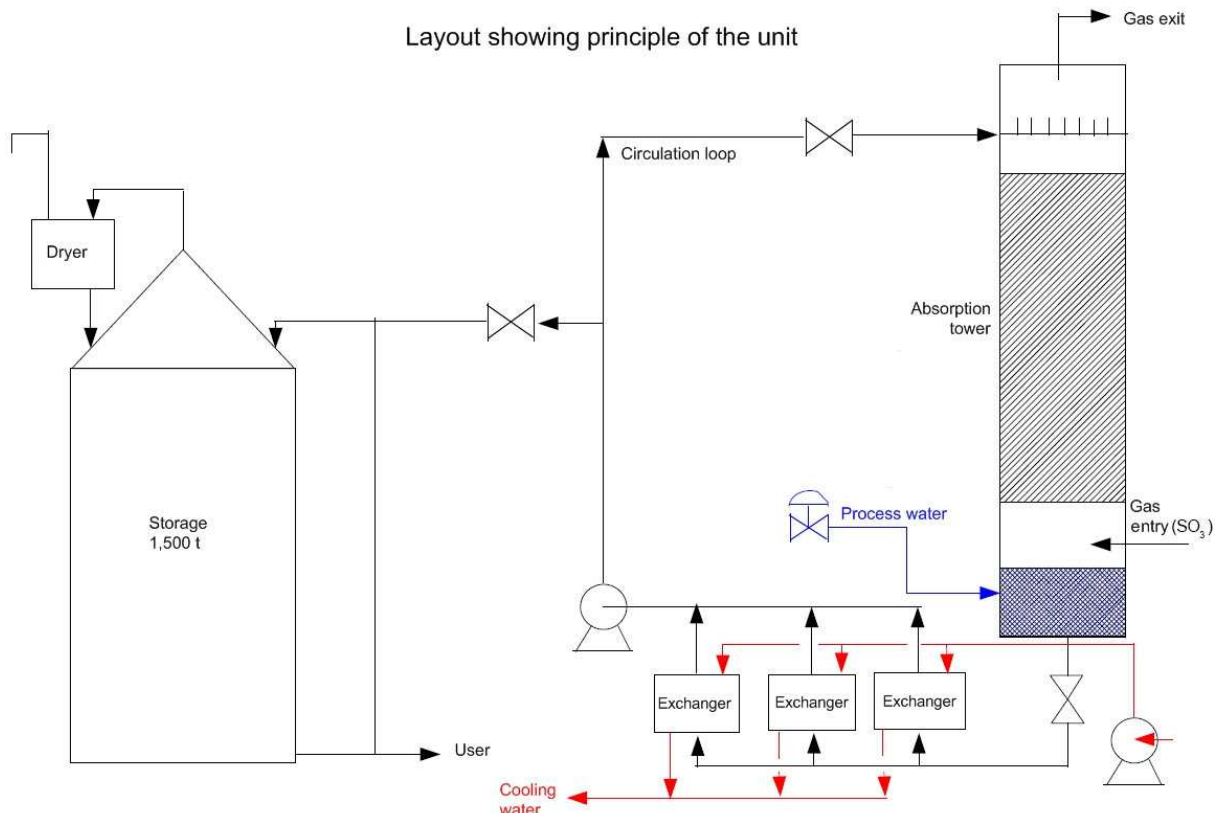 Layout showing principle of the unit
Gas exit
Circulation loop
Dryer
Absorption
tower
Storage
1,500 t
Process water
Gas
entry (SO₃)
Exchanger
Exchanger
Exchanger
User
Cooling
water